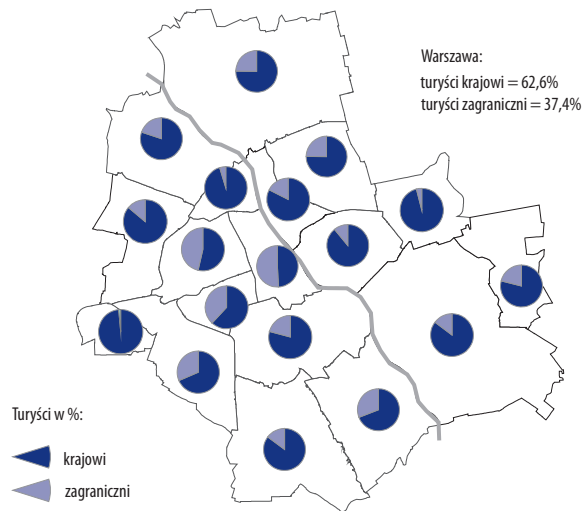 Warszawa:
turyści krajowi = 62,6%
turyści zagraniczni = 37,4%
Turyści w %:
krajowi
zagraniczni